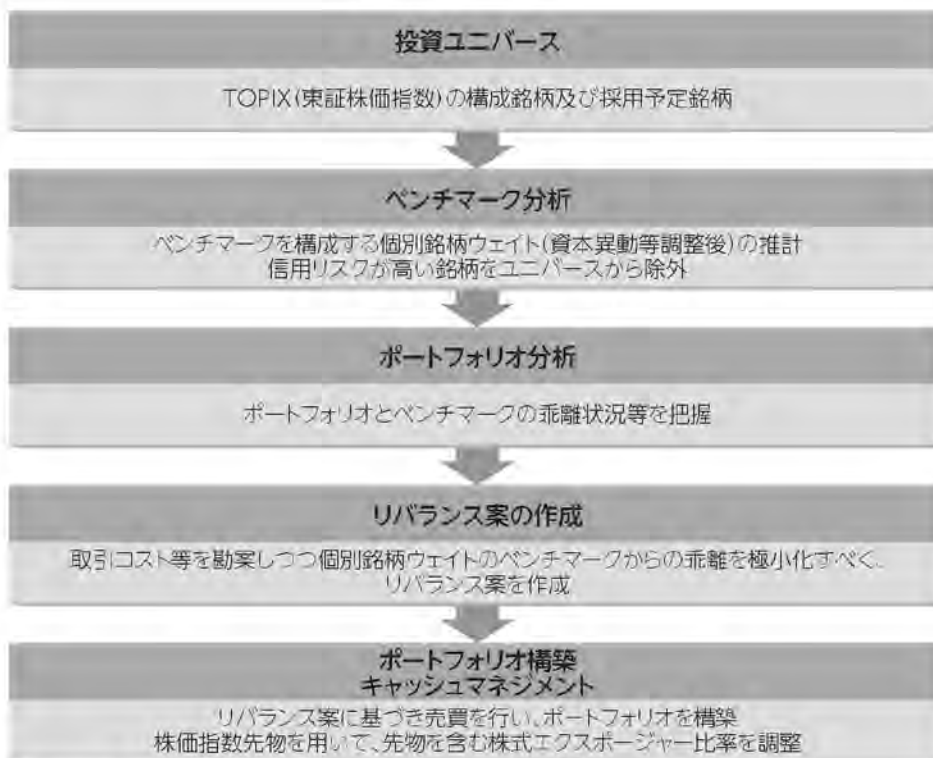 投資ユニバース
TOPIX(東証株価指数)の構成銘柄及び採用予定銘柄
ベンチマーク分析
ベンチマークを構成する個別銘柄ウェイト(資本異動等調整後)の推計
信用リスクが高い銘柄をユニバースから除外
ポートフォリオ分析
ポートフォリオとベンチマークの乖離状況等を把握
リバランス案の作成
取引コスト等を勘案しつつ個別銘柄ウェイトのベンチマークからの乖離を極小化すべく、
リバランス案を作成
ポートフォリオ構築
キャッシュマネジメント
リバランス案に基づき売買を行い、ポートフォリオを構築
株価指数先物を用いて、先物を含む株式エクスポージャー比率を調整